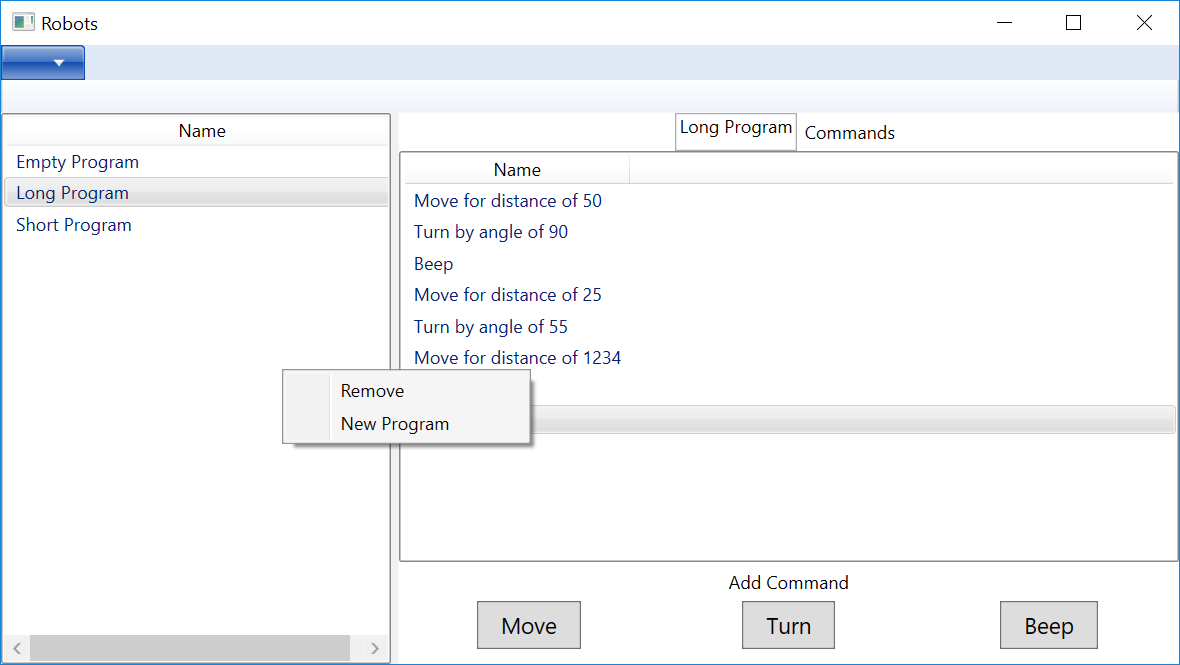 Robots
Name
Empty Program
Long Program
Short Program
Long Program Commands
Name
Move for distance of 50
Turn by angle of 90
Beep
Move for distance of 25
Turn by angle of 55
Move for distance of 1234
Remove
New Program
Add Command
Move
Turn
Beep